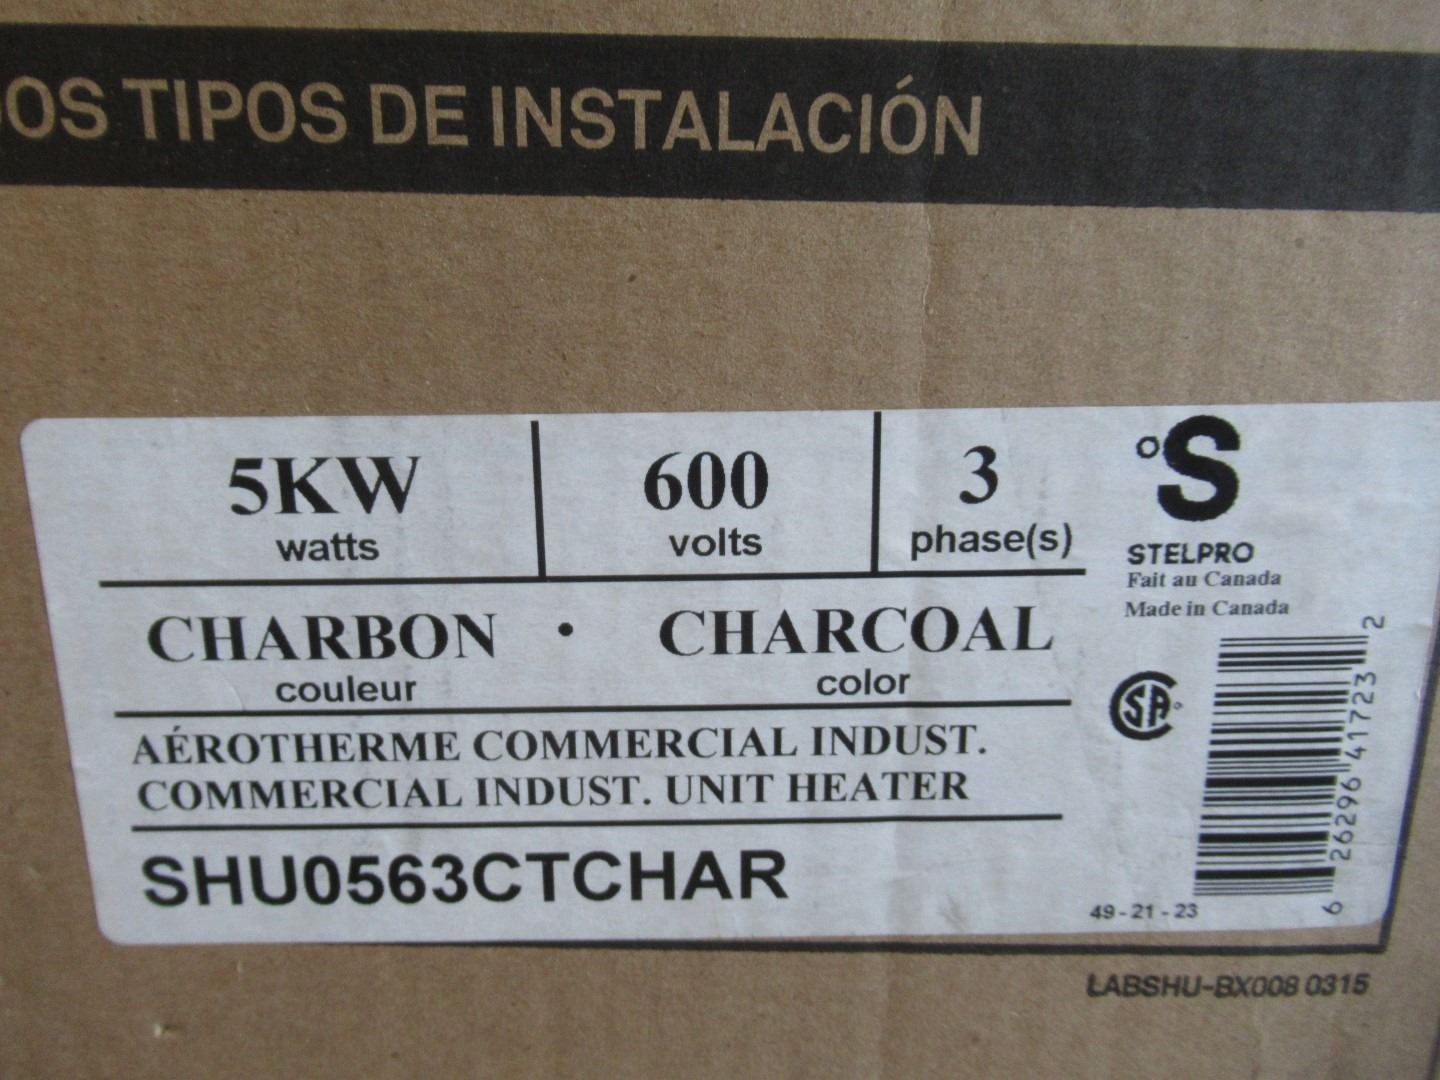 OS TIPOS DE INSTALACIÓN
5KW 600 3
watts volts phase(s)
°S
STELPRO
Fait au Canada
Made in Canada
CHARBON • CHARCOAL
couleur color
AÉROTHERME COMMERCIAL INDUST.
COMMERCIAL INDUST. UNIT HEATER
SHU0563CTCHAR
SA
6 26296 41723 2
49-21-23
LABSHU-BX008 0315